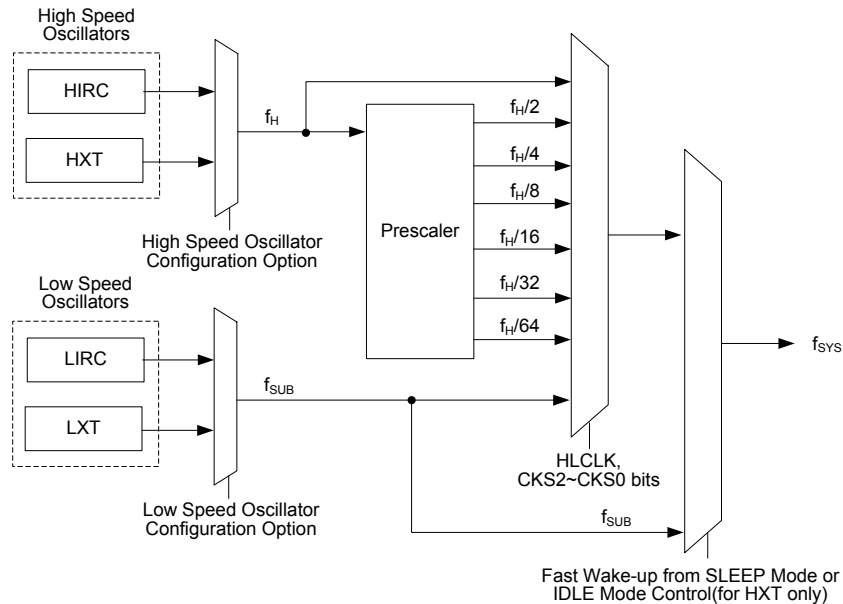 High Speed
Oscillators
HIRC
HXT
fH
High Speed Oscillator
Configuration Option
Prescaler
fH/2
fH/4
fH/8
fH/16
fH/32
fH/64
Low Speed
Oscillators
LIRC
LXT
fSUB
Low Speed Oscillator
Configuration Option
HLCLK,
CKS2~CKS0 bits
fSUB
fSYS
Fast Wake-up from SLEEP Mode or
IDLE Mode Control(for HXT only)